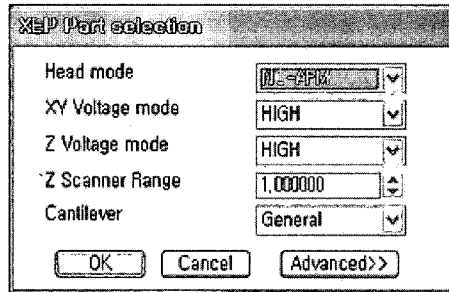 XEP Part selection
Head mode
XY Voltage mode HIGH
Z Voltage mode HIGH
Z Scanner Range 1,000000
Cantilever General
OK Cancel Advanced>>